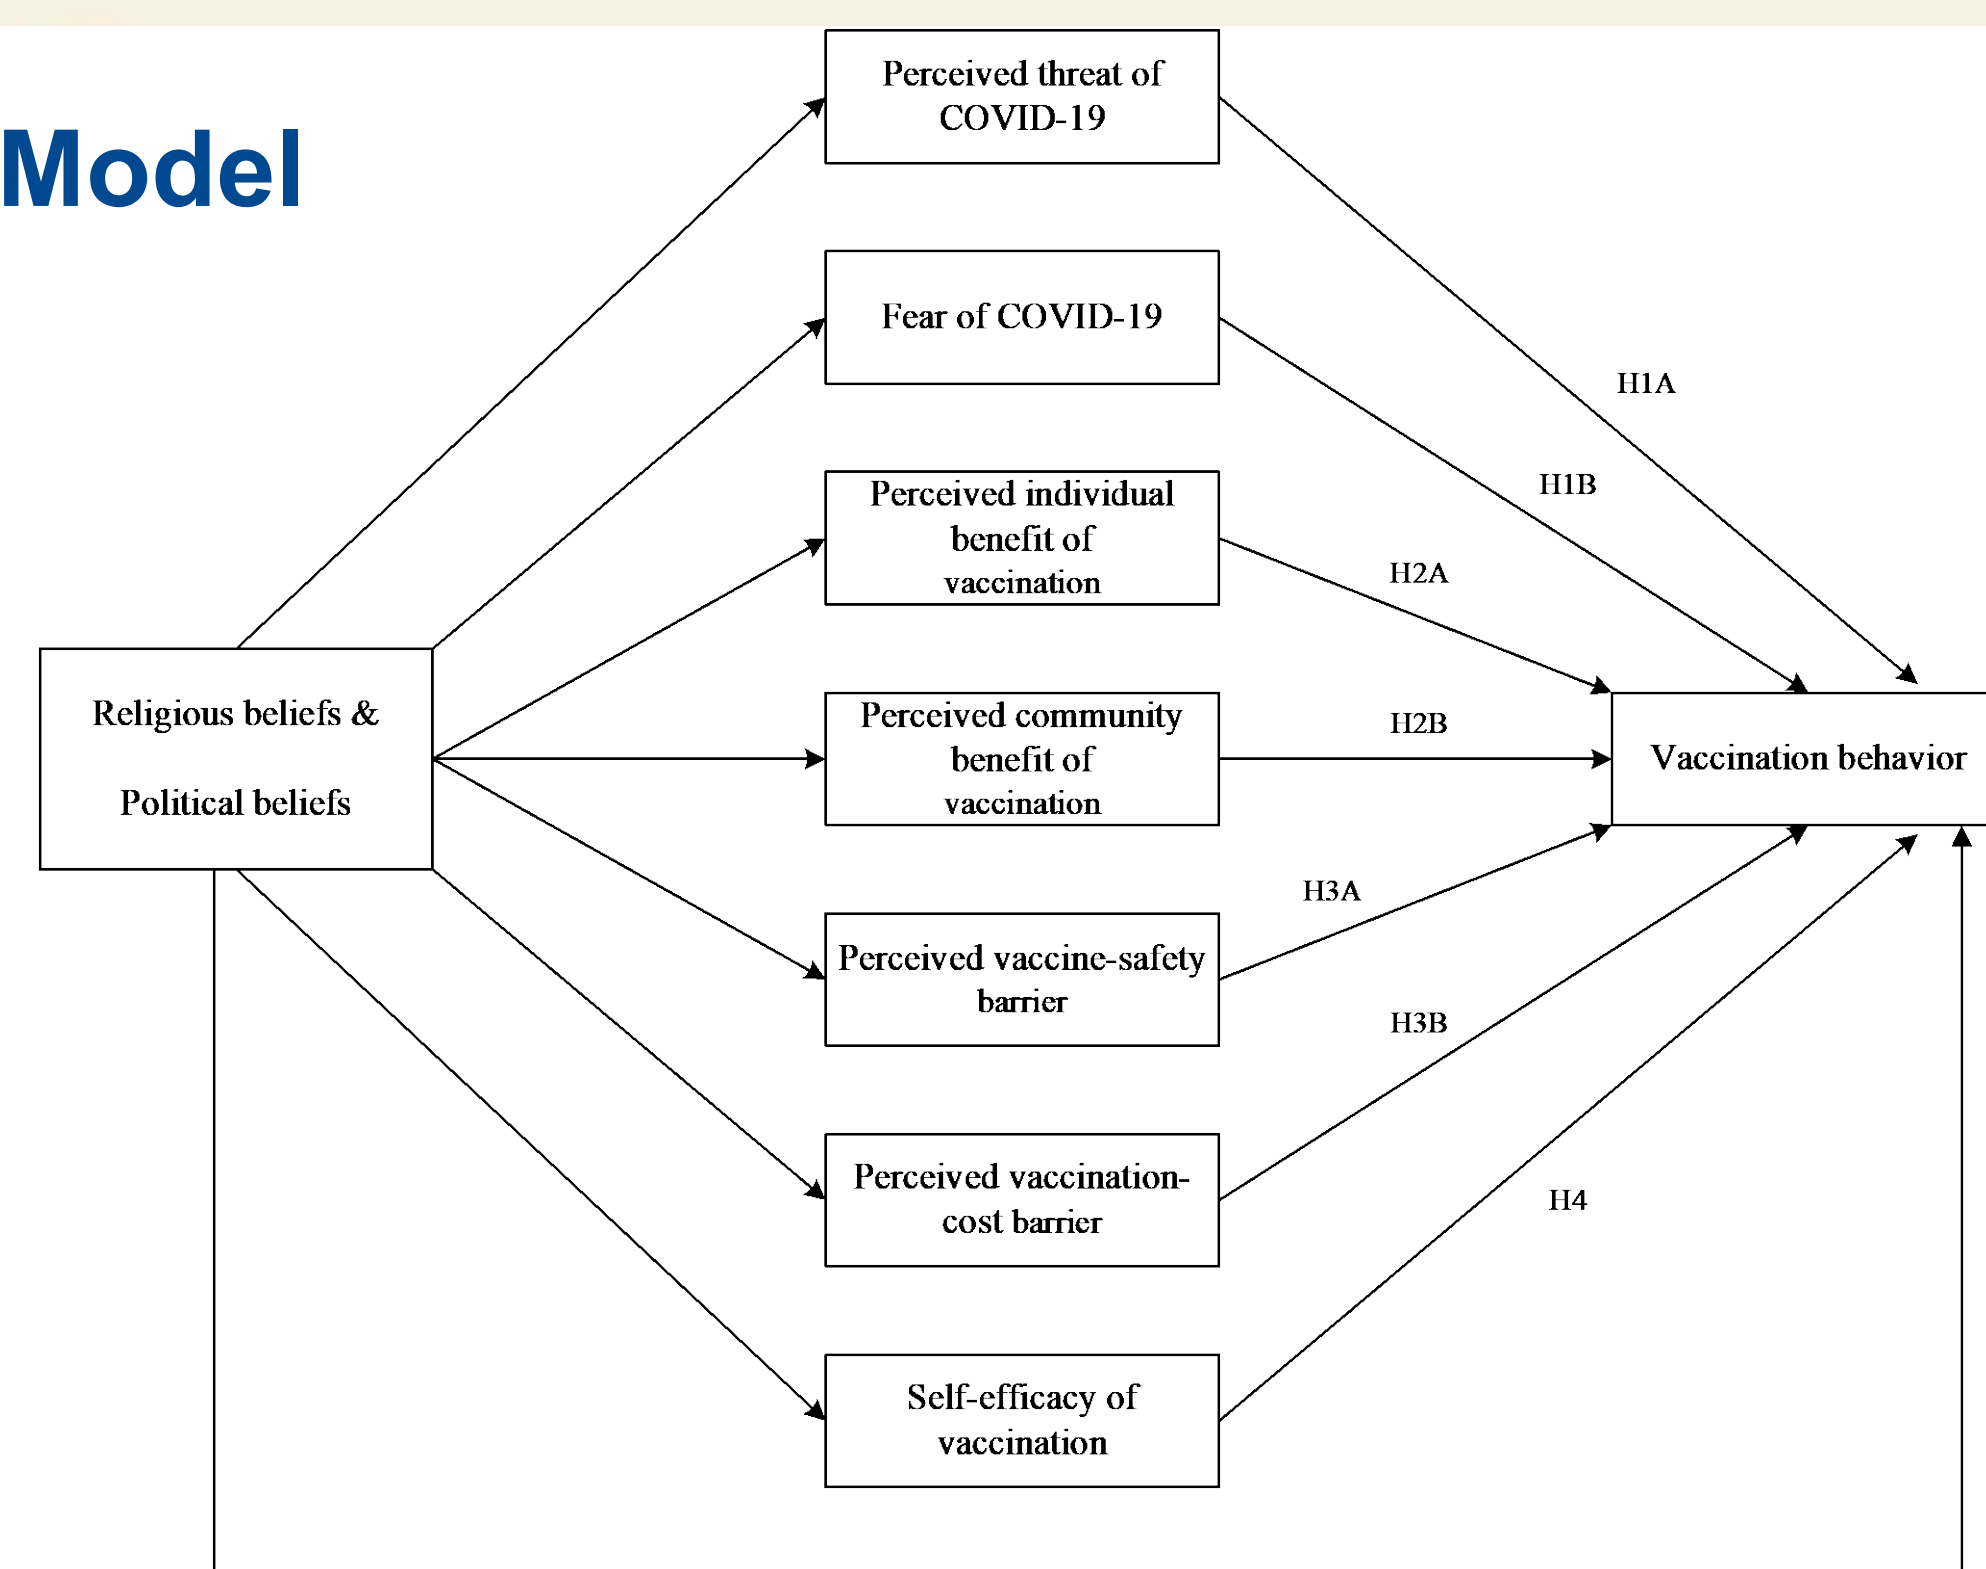 Model
Perceived threat of
COVID-19
Fear of COVID-19
Perceived individual
benefit of
vaccination
Perceived community
benefit of
vaccination
Perceived vaccine-safety
barrier
Perceived vaccination-
cost barrier
Self-efficacy of
vaccination
Religious beliefs &
Political beliefs
Vaccination behavior
H1A
H1B
H2A
H2B
H3A
H3B
H4